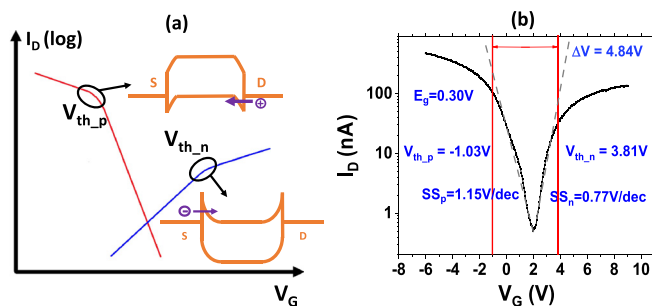 (a)
I_D (log)
S D
⊕
V_th_p
V_th_n
⊖
S D
V_G
(b)
ΔV = 4.84V
E_g=0.30V
V_th_p = -1.03V
V_th_n = 3.81V
SS_p=1.15V/dec
SS_n=0.77V/dec
I_D (nA)
100
10
1
-8 -6 -4 -2 0 2 4 6 8 10
V_G (V)